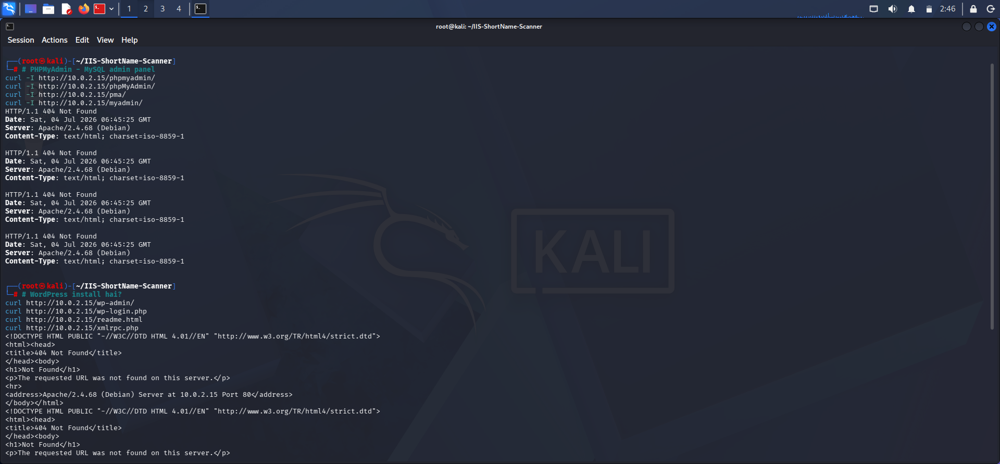 1 2 3 4 2:46
root@kali: ~/IIS-ShortName-Scanner
Session Actions Edit View Help
┌──(root㉿kali)-[~/IIS-ShortName-Scanner]
└─# # PHPMyAdmin - MySQL admin panel
curl -I http://10.0.2.15/phpmyadmin/
curl -I http://10.0.2.15/phpMyAdmin/
curl -I http://10.0.2.15/pma/
curl -I http://10.0.2.15/myadmin/
HTTP/1.1 404 Not Found
Date: Sat, 04 Jul 2026 06:45:25 GMT
Server: Apache/2.4.68 (Debian)
Content-Type: text/html; charset=iso-8859-1
HTTP/1.1 404 Not Found
Date: Sat, 04 Jul 2026 06:45:25 GMT
Server: Apache/2.4.68 (Debian)
Content-Type: text/html; charset=iso-8859-1
HTTP/1.1 404 Not Found
Date: Sat, 04 Jul 2026 06:45:25 GMT
Server: Apache/2.4.68 (Debian)
Content-Type: text/html; charset=iso-8859-1
HTTP/1.1 404 Not Found
Date: Sat, 04 Jul 2026 06:45:25 GMT
Server: Apache/2.4.68 (Debian)
Content-Type: text/html; charset=iso-8859-1
KALI
┌──(root㉿kali)-[~/IIS-ShortName-Scanner]
└─# # WordPress install hai?
curl http://10.0.2.15/wp-admin/
curl http://10.0.2.15/wp-login.php
curl http://10.0.2.15/readme.html
curl http://10.0.2.15/xmlrpc.php
<!DOCTYPE HTML PUBLIC "-//W3C//DTD HTML 4.01//EN" "http://www.w3.org/TR/html4/strict.dtd">
<html><head>
<title>404 Not Found</title>
</head><body>
<h1>Not Found</h1>
<p>The requested URL was not found on this server.</p>
<hr>
<address>Apache/2.4.68 (Debian) Server at 10.0.2.15 Port 80</address>
</body></html>
<!DOCTYPE HTML PUBLIC "-//W3C//DTD HTML 4.01//EN" "http://www.w3.org/TR/html4/strict.dtd">
<html><head>
<title>404 Not Found</title>
</head><body>
<h1>Not Found</h1>
<p>The requested URL was not found on this server.</p>